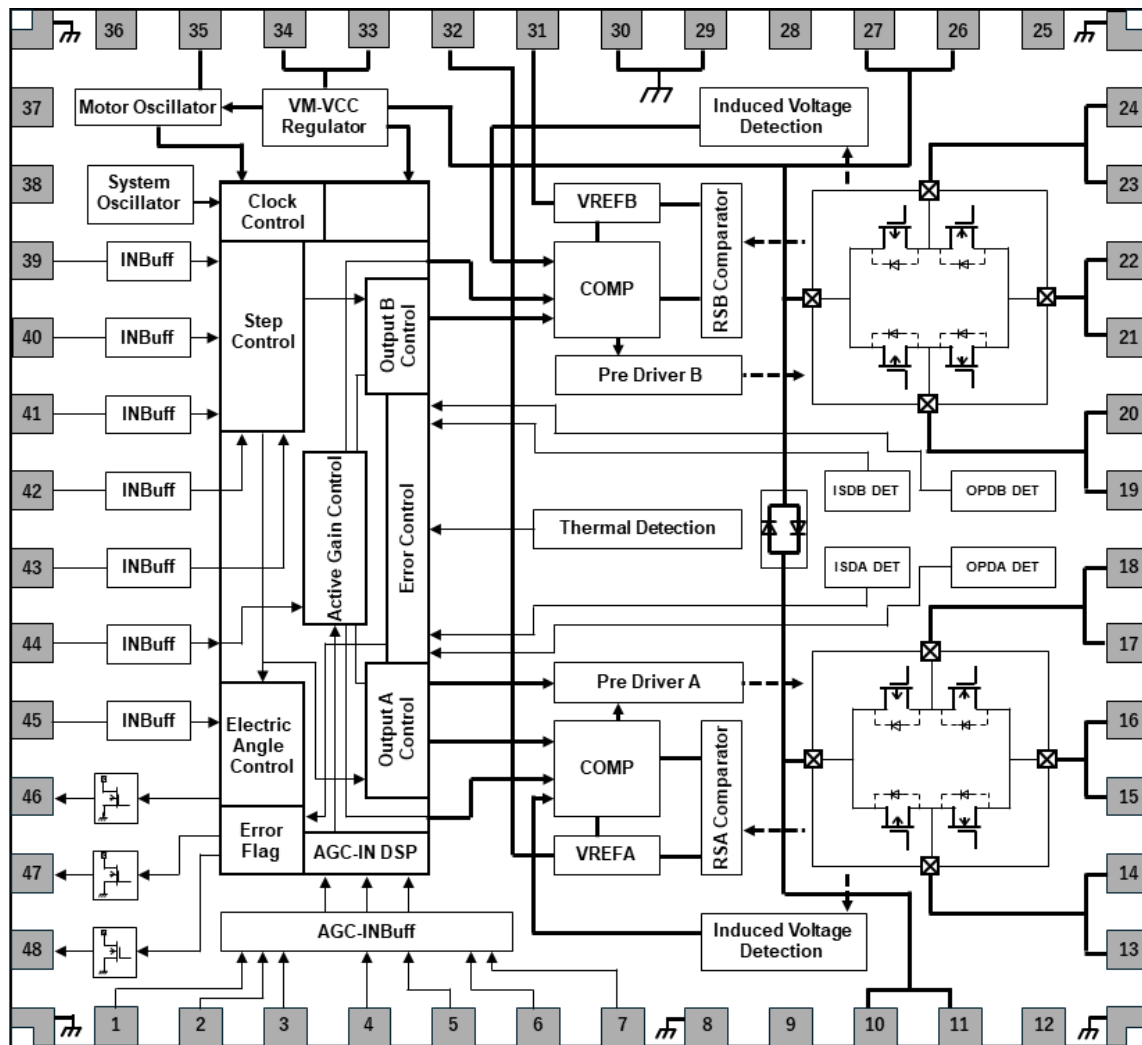 36 35 34 33 32 31 30 29 28 27 26 25
37
Motor Oscillator
VM-VCC
Regulator
Induced Voltage
Detection
24
38
System
Oscillator
Clock
Control
VREFB
RSB Comparator
23
39
INBuff
Step
Control
COMP
22
40
INBuff
Output B
Control
21
Pre Driver B
41
INBuff
20
42
INBuff
Active Gain Control
Error Control
ISDB DET
OPDB DET
19
Thermal Detection
43
INBuff
ISDA DET
OPDA DET
18
44
INBuff
17
Pre Driver A
45
INBuff
Electric
Angle
Control
Output A
Control
COMP
RSA Comparator
16
46
15
47
Error
Flag
AGC-IN DSP
VREFA
14
48
AGC-INBuff
Induced Voltage
Detection
13
1 2 3 4 5 6 7 8 9 10 11 12